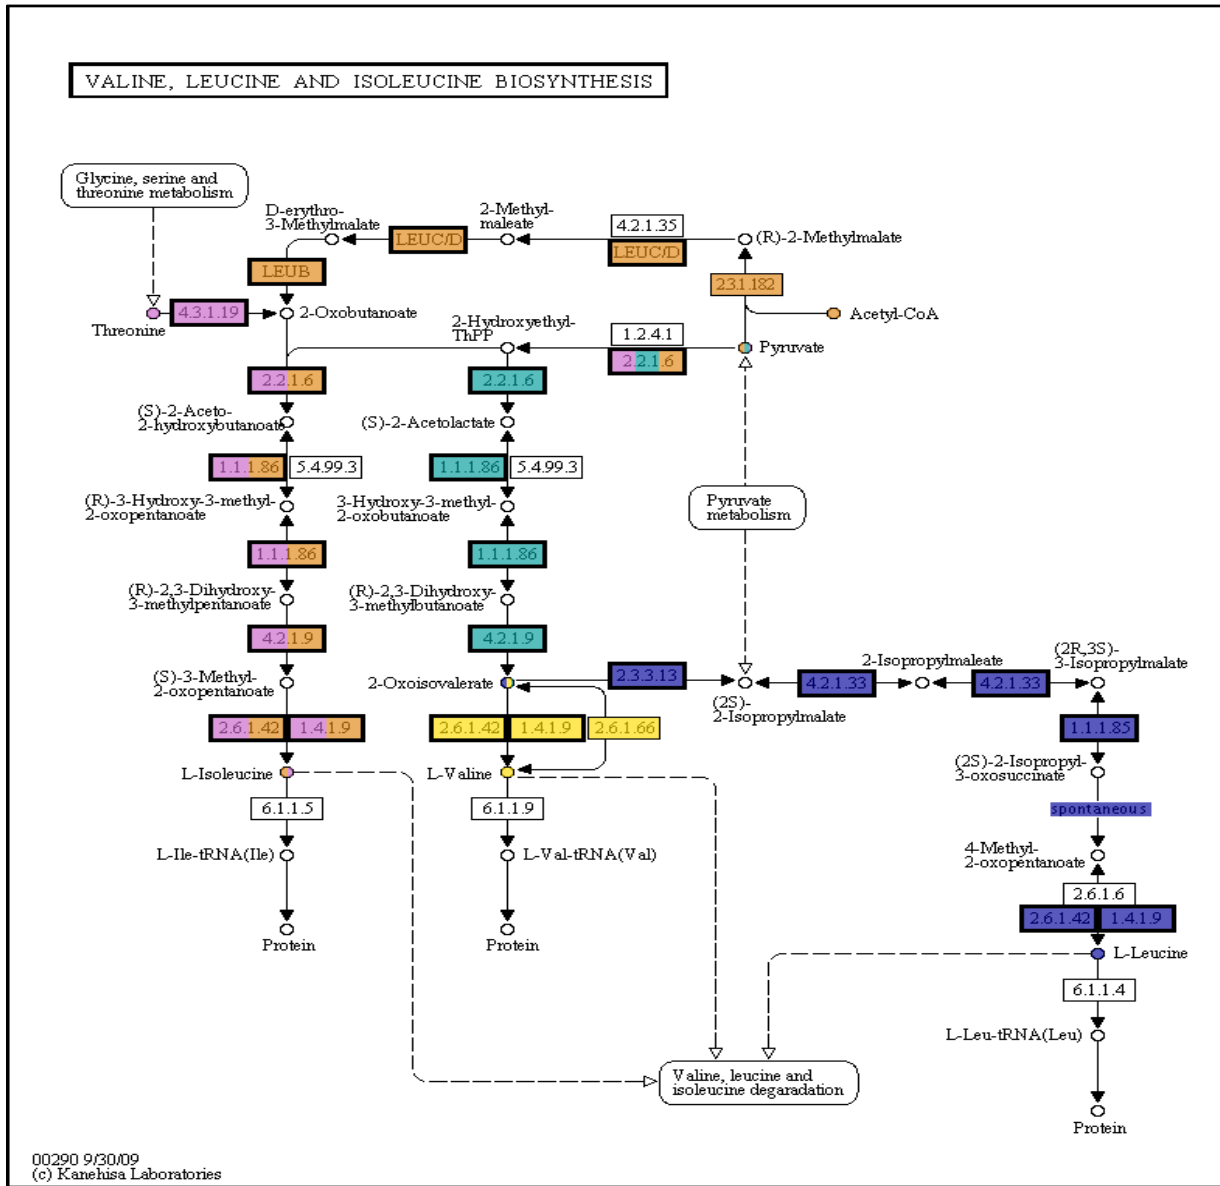 VALINE, LEUCINE AND ISOLEUCINE BIOSYNTHESIS
Glycine, serine and
threonine metabolism
D-erythro-
3-Methylmalate
LEUC/D
2-Methyl-
maleate
4.2.1.35
LEUC/D
(R)-2-Methylmalate
LEUB
2.3.1.182
4.3.1.19
Threonine
2-Oxobutanoate
Acetyl-CoA
2-Hydroxyethyl-
ThPP
1.2.4.1
2.2.1.6
Pyruvate
2.2.1.6
2.2.1.6
(S)-2-Aceto-
2-hydroxybutanoate
(S)-2-Acetolactate
1.1.1.86
5.4.99.3
1.1.1.86
5.4.99.3
(R)-3-Hydroxy-3-methyl-
2-oxopentanoate
3-Hydroxy-3-methyl-
2-oxobutanoate
Pyruvate
metabolism
1.1.1.86
1.1.1.86
(R)-2,3-Dihydroxy-
3-methylpentanoate
(R)-2,3-Dihydroxy-
3-methylbutanoate
4.2.1.9
4.2.1.9
(S)-3-Methyl-
2-oxopentanoate
2-Oxoisovalerate
2.3.3.13
(2S)-
2-Isopropylmalate
4.2.1.33
2-Isopropylmaleate
4.2.1.33
(2R,3S)-
3-Isopropylmalate
2.6.1.42
1.4.1.9
2.6.1.42
1.4.1.9
2.6.1.66
1.1.1.85
L-Isoleucine
L-Valine
(2S)-2-Isopropyl-
3-oxosuccinate
6.1.1.5
6.1.1.9
spontaneous
L-Ile-tRNA(Ile)
L-Val-tRNA(Val)
4-Methyl-
2-oxopentanoate
2.6.1.6
2.6.1.42
1.4.1.9
Protein
Protein
L-Leucine
6.1.1.4
L-Leu-tRNA(Leu)
Valine, leucine and
isoleucine degaradation
Protein
00290 9/30/09
(c) Kanehisa Laboratories